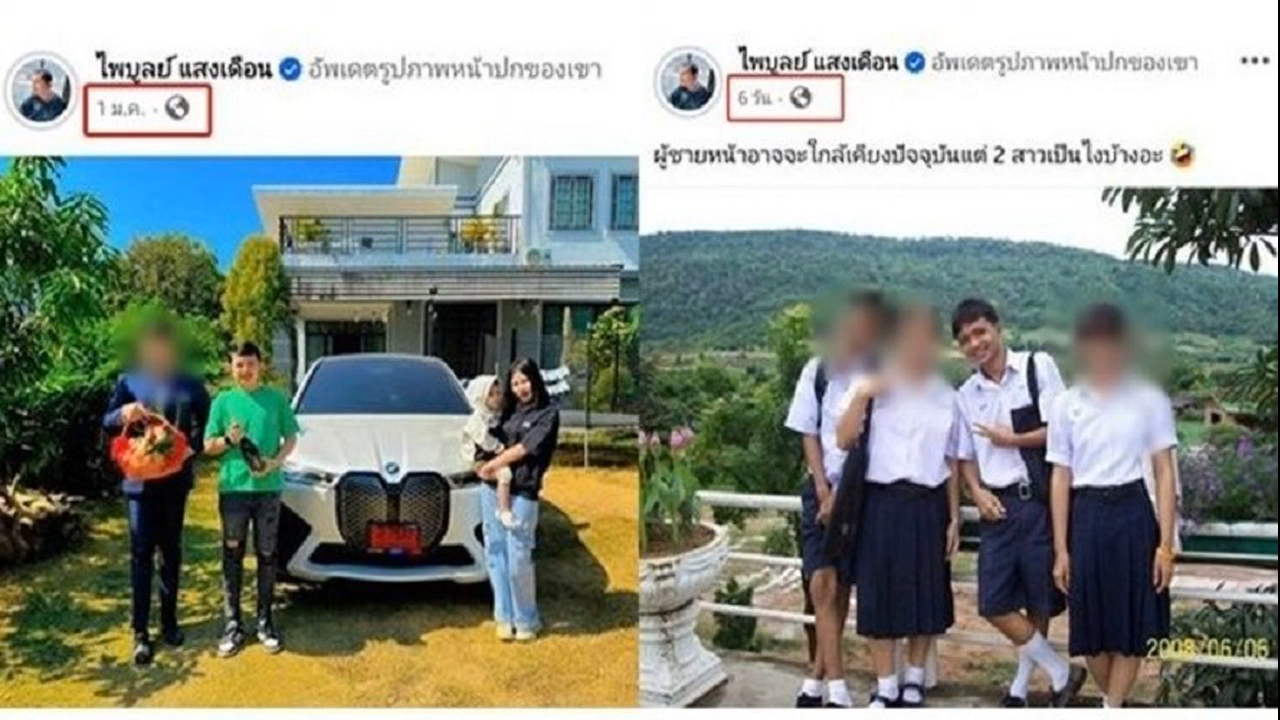 ไพบูลย์ แสงเดือน อัพเดตรูปภาพหน้าปกของเขา
1 ม.ค. ·
ไพบูลย์ แสงเดือน อัพเดตรูปภาพหน้าปกของเขา
6 วัน ·
ผู้ชายหน้าอาจจะใกล้เคียงปัจจุบันแต่ 2 สาวเป็นไงบ้างอะ 🤣
2008/06/06